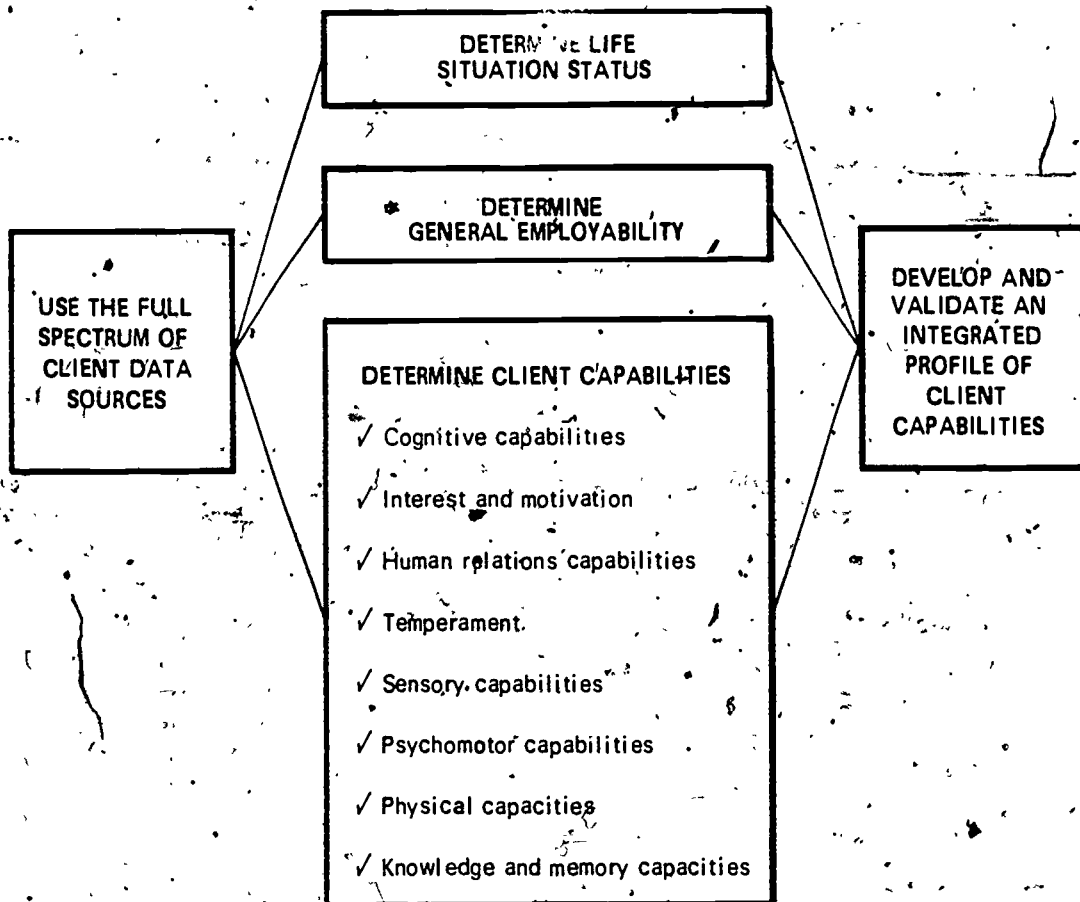 DETERMINE LIFE
SITUATION STATUS
DETERMINE
GENERAL EMPLOYABILITY
USE THE FULL
SPECTRUM OF
CLIENT DATA
SOURCES
DETERMINE CLIENT CAPABILITIES
✓ Cognitive capabilities
✓ Interest and motivation
✓ Human relations capabilities
✓ Temperament
✓ Sensory capabilities
✓ Psychomotor capabilities
✓ Physical capacities
✓ Knowledge and memory capacities
DEVELOP AND
VALIDATE AN
INTEGRATED
PROFILE OF
CLIENT
CAPABILITIES